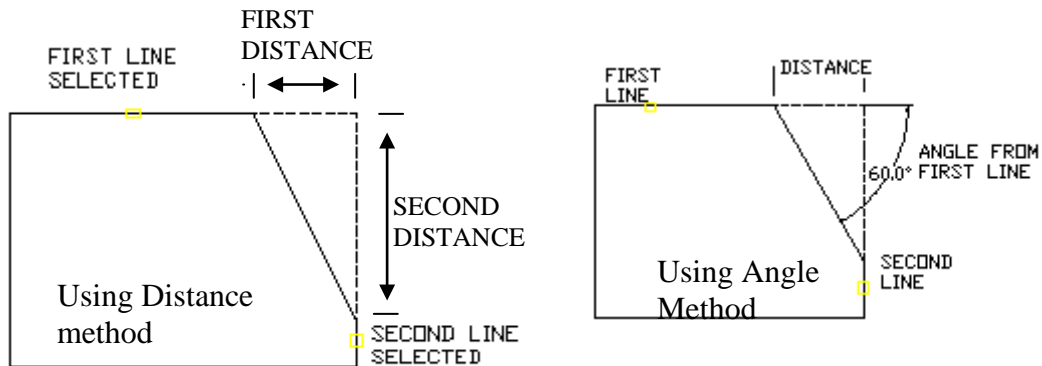 FIRST
DISTANCE
FIRST LINE
SELECTED
SECOND
DISTANCE
Using Distance
method
SECOND LINE
SELECTED
DISTANCE
FIRST
LINE
ANGLE FROM
60.0° FIRST LINE
SECOND
LINE
Using Angle
Method